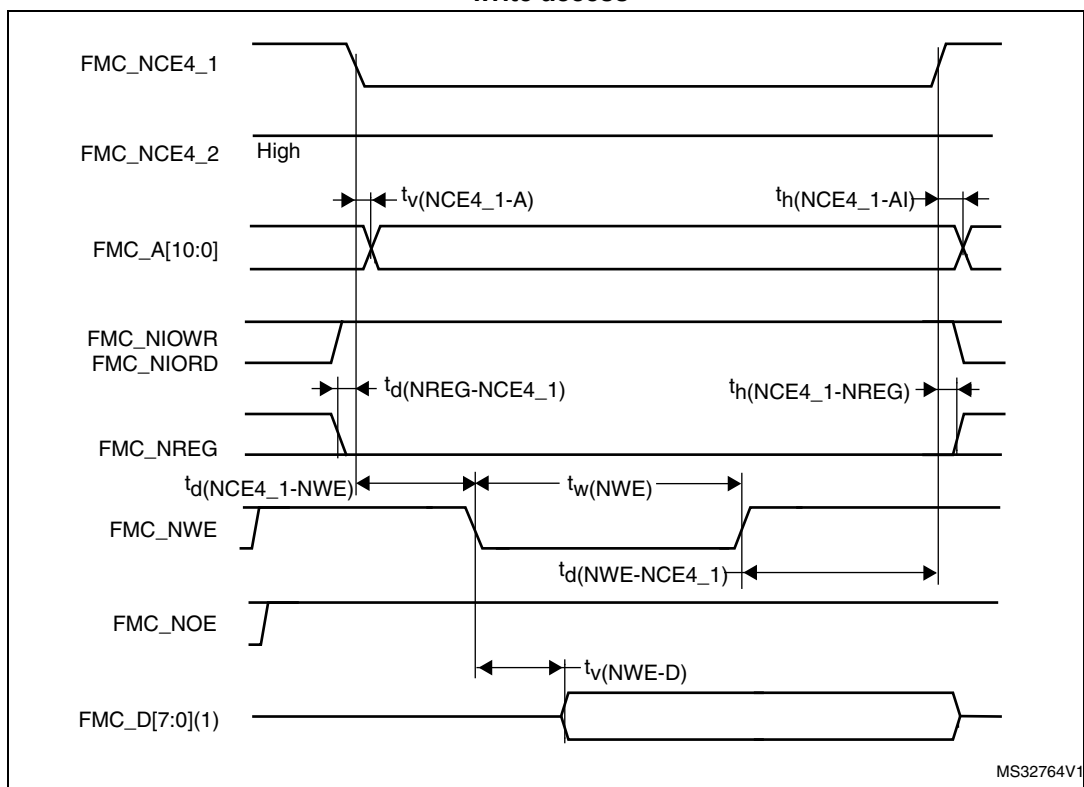 write access
FMC_NCE4_1
FMC_NCE4_2 High
tv(NCE4_1-A) th(NCE4_1-AI)
FMC_A[10:0]
FMC_NIOWR
FMC_NIORD
td(NREG-NCE4_1) th(NCE4_1-NREG)
FMC_NREG
td(NCE4_1-NWE) tw(NWE)
FMC_NWE
td(NWE-NCE4_1)
FMC_NOE
tv(NWE-D)
FMC_D[7:0](1)
MS32764V1